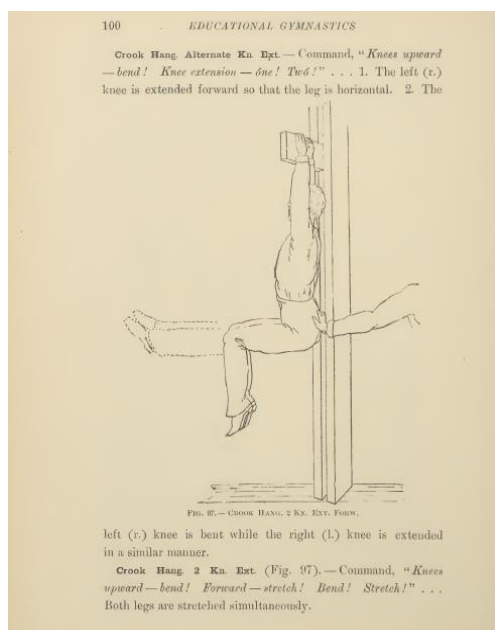 100 EDUCATIONAL GYMNASTICS
Crook Hang. Alternate Kn. Ext. — Command, "Knees upward
— bend! Knee extension — óne! Twó!" . . . 1. The left (r.)
knee is extended forward so that the leg is horizontal. 2. The
Fig. 97. — Crook Hang. 2 Kn. Ext. Forw.
left (r.) knee is bent while the right (l.) knee is extended
in a similar manner.
Crook Hang. 2 Kn. Ext. (Fig. 97). — Command, "Knees
upward — bend! Forward — stretch! Bend! Stretch!" . . .
Both legs are stretched simultaneously.